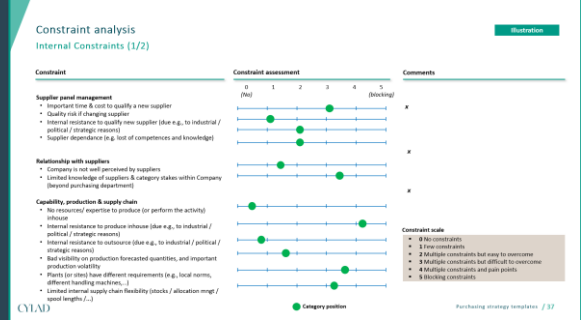 Constraint analysis
Illustration
Internal Constraints (1/2)
Constraint
Constraint assessment
Comments
0 1 2 3 4 5
(No) (blocking)
Supplier panel management
• Important time & cost to qualify a new supplier
• Quality risk if changing supplier
• Internal resistance to qualify new supplier (due e.g., to industrial /
political / strategic reasons)
• Supplier dependance (e.g. lost of competences and knowledge)
x
x
Relationship with suppliers
• Company is not well perceived by suppliers
• Limited knowledge of suppliers & category stakes within Company
(beyond purchasing department)
x
Capability, production & supply chain
• No resources/ expertise to produce (or perform the activity)
inhouse
• Internal resistance to produce inhouse (due e.g., to industrial /
political / strategic reasons)
• Internal resistance to outsource (due e.g., to industrial / political /
strategic reasons)
• Bad visibility on production forecasted quantities, and important
production volatility
• Plants (or sites) have different requirements (e.g., local norms,
different handling machines,...)
• Limited internal supply chain flexibility (stocks / allocation mngt /
spool lengths /...)
Constraint scale
• 0 No constraints
• 1 Few constraints
• 2 Multiple constraints but easy to overcome
• 3 Multiple constraints but difficult to overcome
• 4 Multiple constraints and pain points
• 5 Blocking constraints
CYLAD
Category position
Purchasing strategy templates / 37